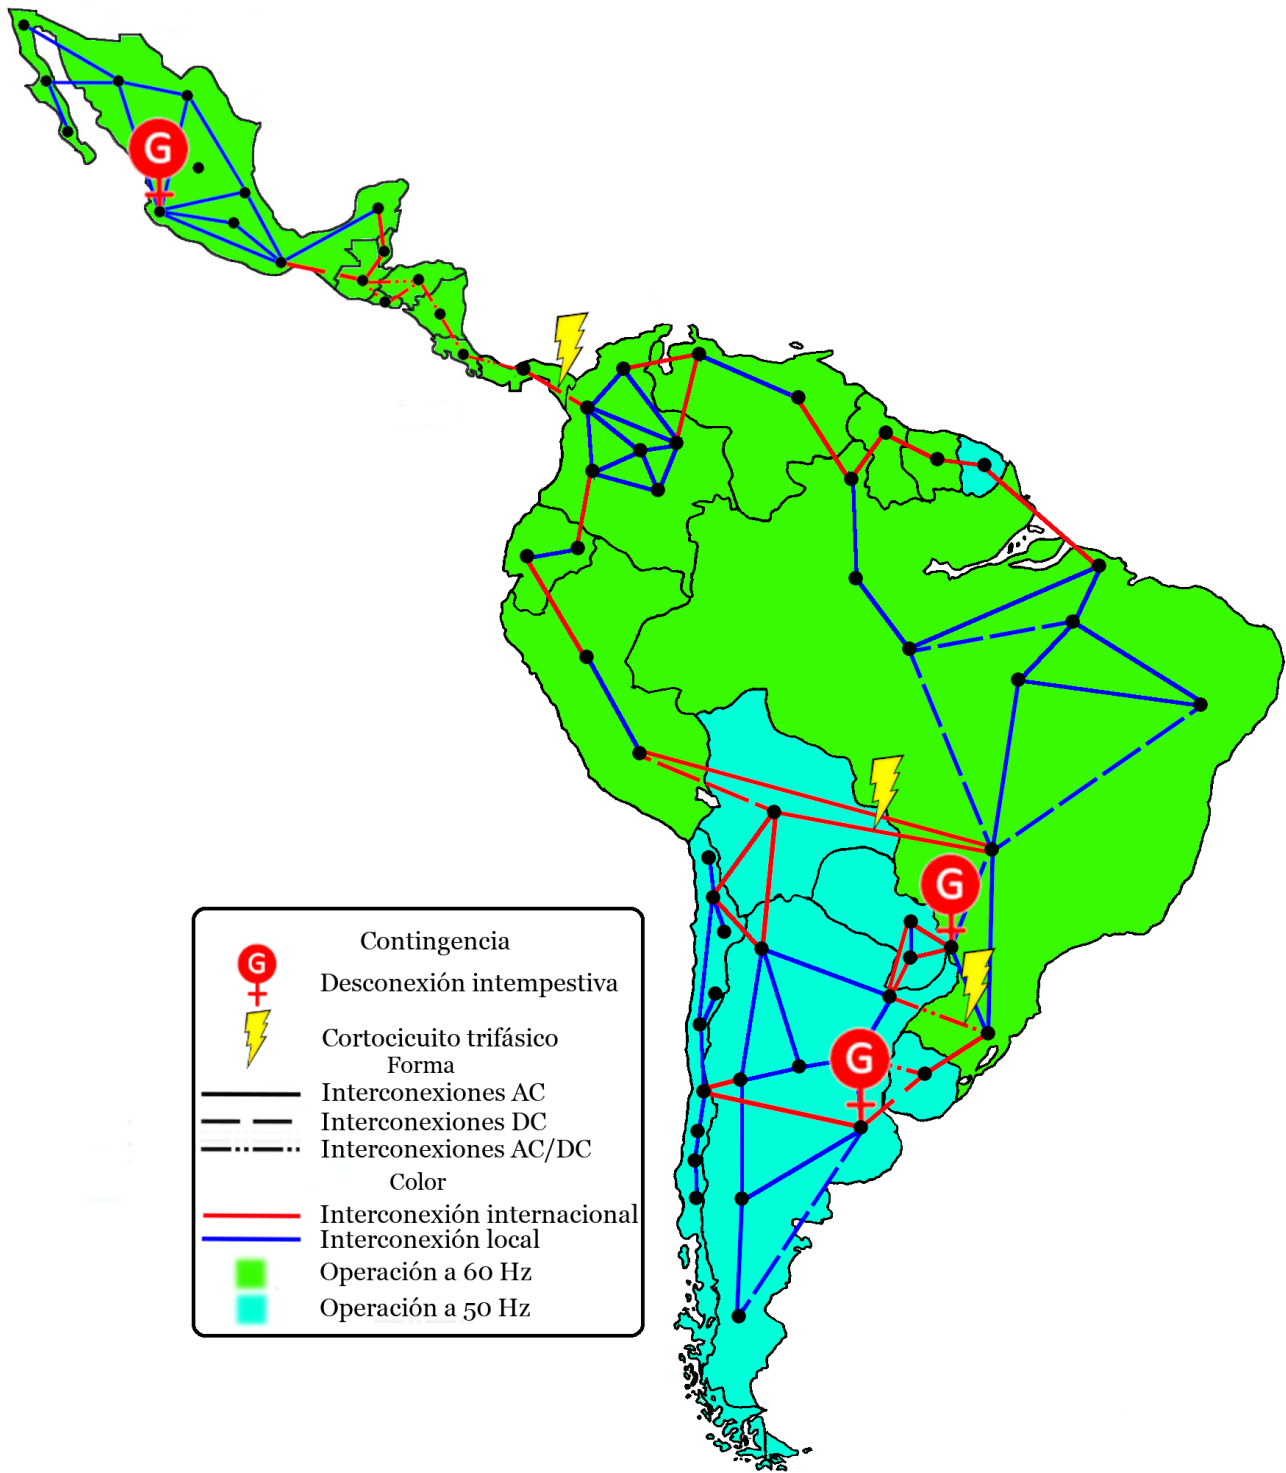 G
G
G
Contingencia
G
Desconexión intempestiva
Cortocicuito trifásico
Forma
Interconexiones AC
Interconexiones DC
Interconexiones AC/DC
Color
Interconexión internacional
Interconexión local
Operación a 60 Hz
Operación a 50 Hz